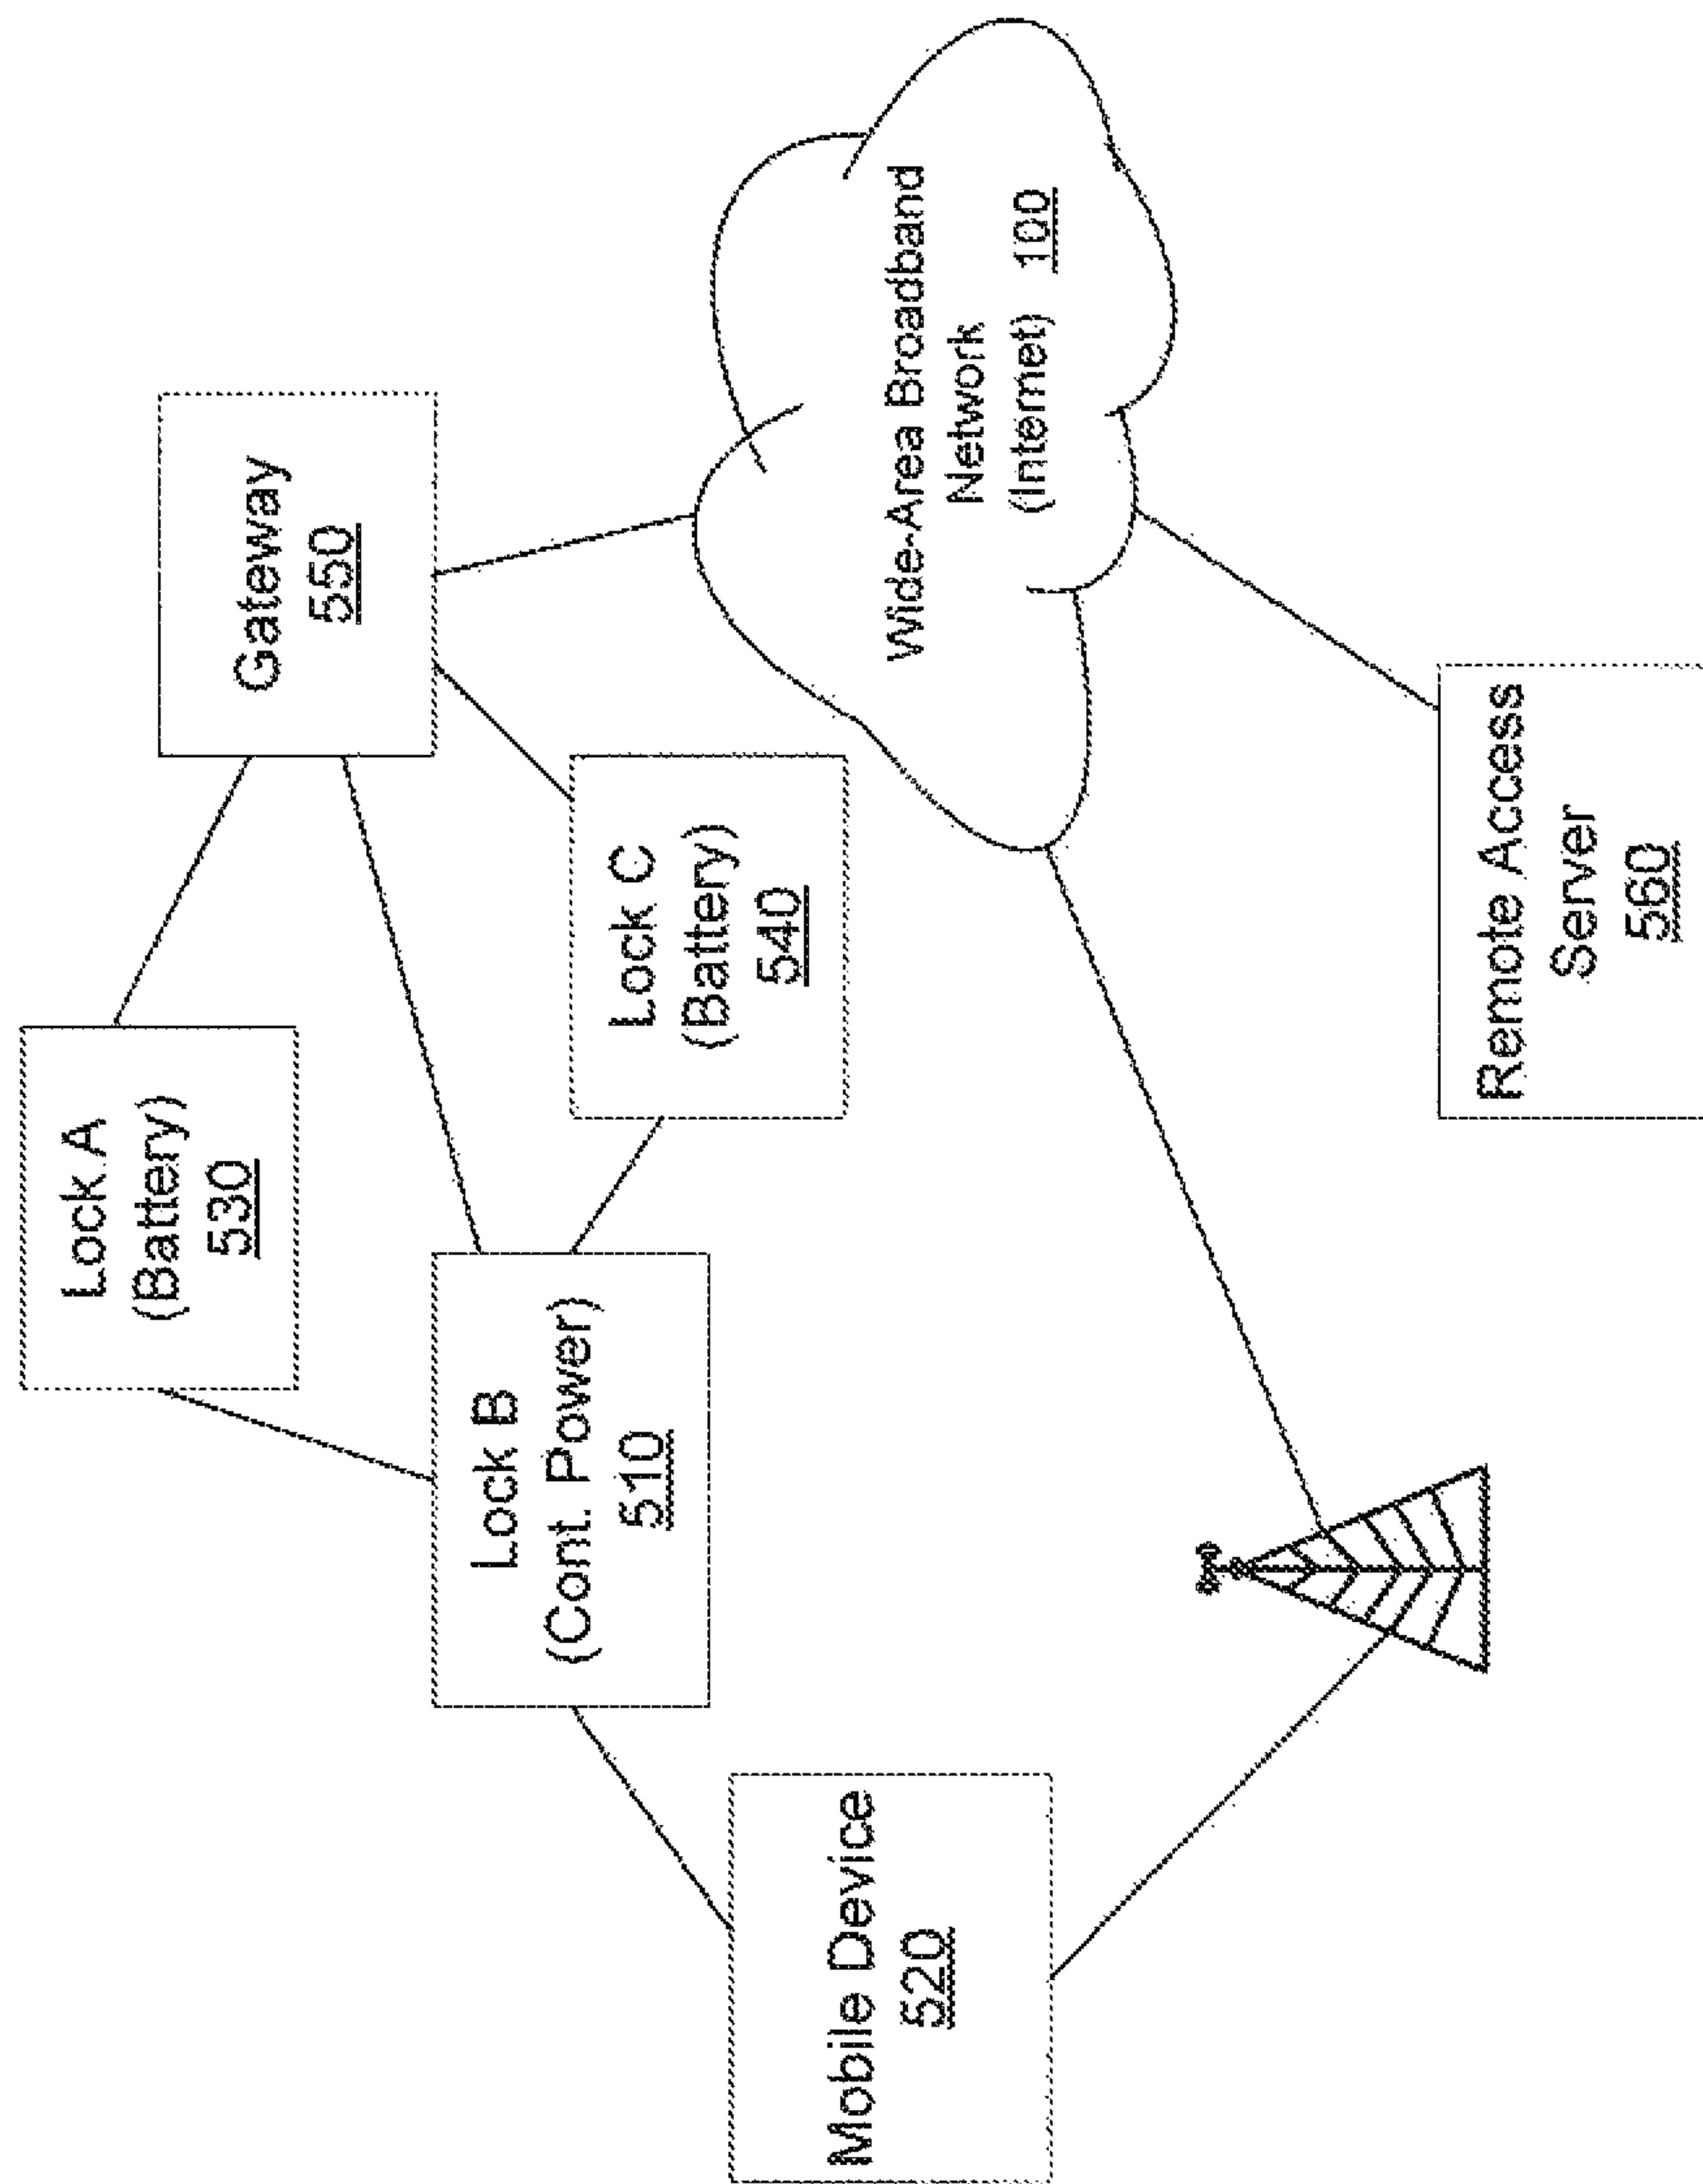 Lock A
(Battery)
530
Gateway
550
Lock B
(Cont. Power)
510
Lock C
(Battery)
540
Mobile Device
520
Wide-Area Broadband
Network
(Internet) 100
Remote Access
Server
560